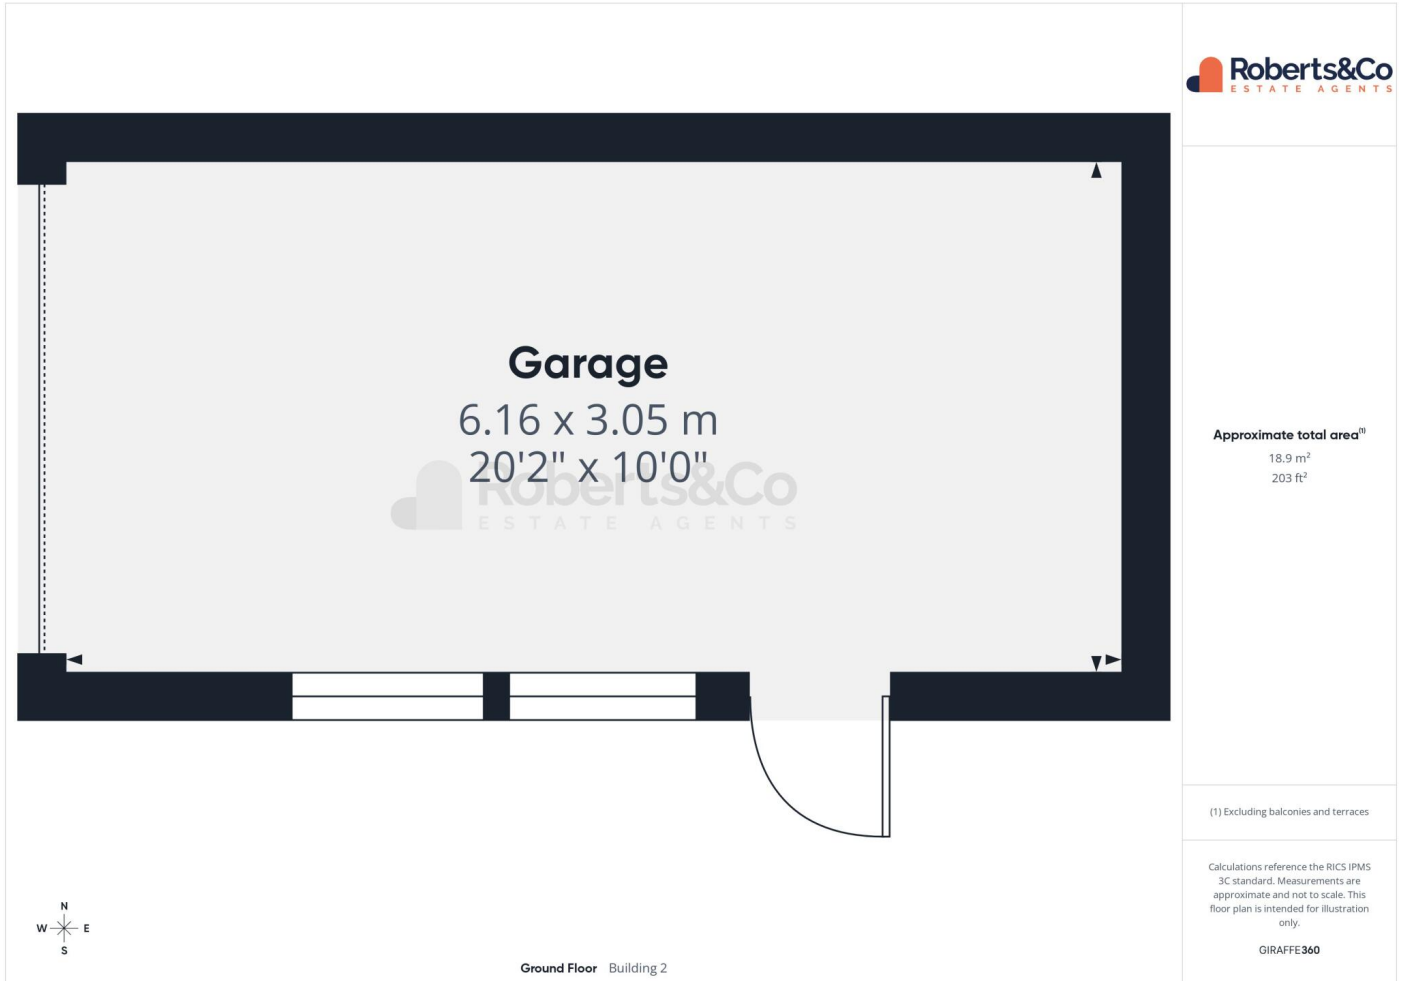 Roberts&Co
ESTATE AGENTS
Garage
6.16 x 3.05 m
20'2" x 10'0"
Roberts&Co
ESTATE AGENTS
Approximate total area(1)
18.9 m²
203 ft²
(1) Excluding balconies and terraces
Calculations reference the RICS IPMS
3C standard. Measurements are
approximate and not to scale. This
floor plan is intended for illustration
only.
GIRAFFE360
N
W E
S
Ground Floor Building 2